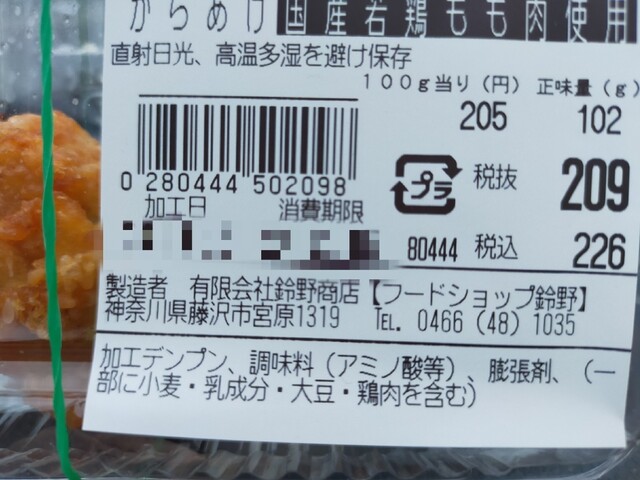 からあげ 国産若鶏もも肉使用
直射日光、高温多湿を避け保存
100g当り(円) 正味量(g)
205 102
0 280444 502098
プラ 税抜 209
加工日 消費期限
80444 税込 226
製造者 有限会社鈴野商店【フードショップ鈴野】
神奈川県藤沢市宮原1319 TEL. 0466(48)1035
加工デンプン、調味料(アミノ酸等)、膨張剤、(一
部に小麦・乳成分・大豆・鶏肉を含む)